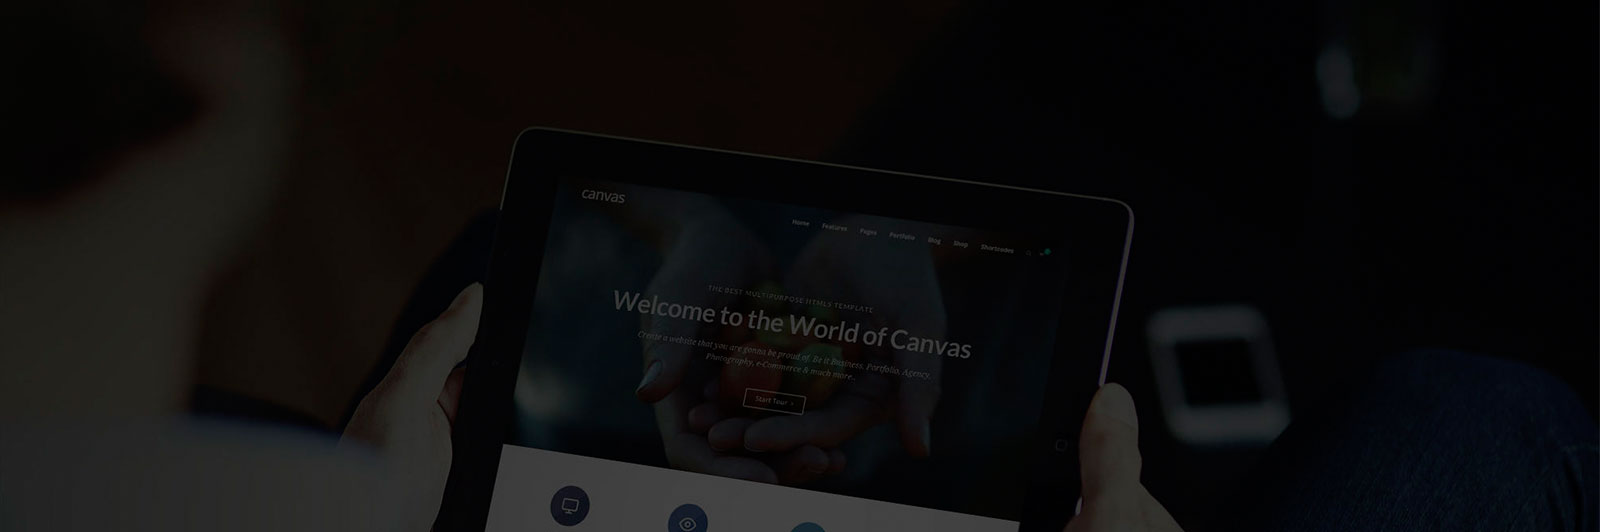 canvas
Home Features Pages Portfolio Blog Shop Shortcodes
THE BEST MULTIPURPOSE HTML5 TEMPLATE
Welcome to the World of Canvas
Create a website that you are gonna be proud of. Be it Business, Portfolio, Agency,
Photography, e-Commerce & much more..
Start Tour ›